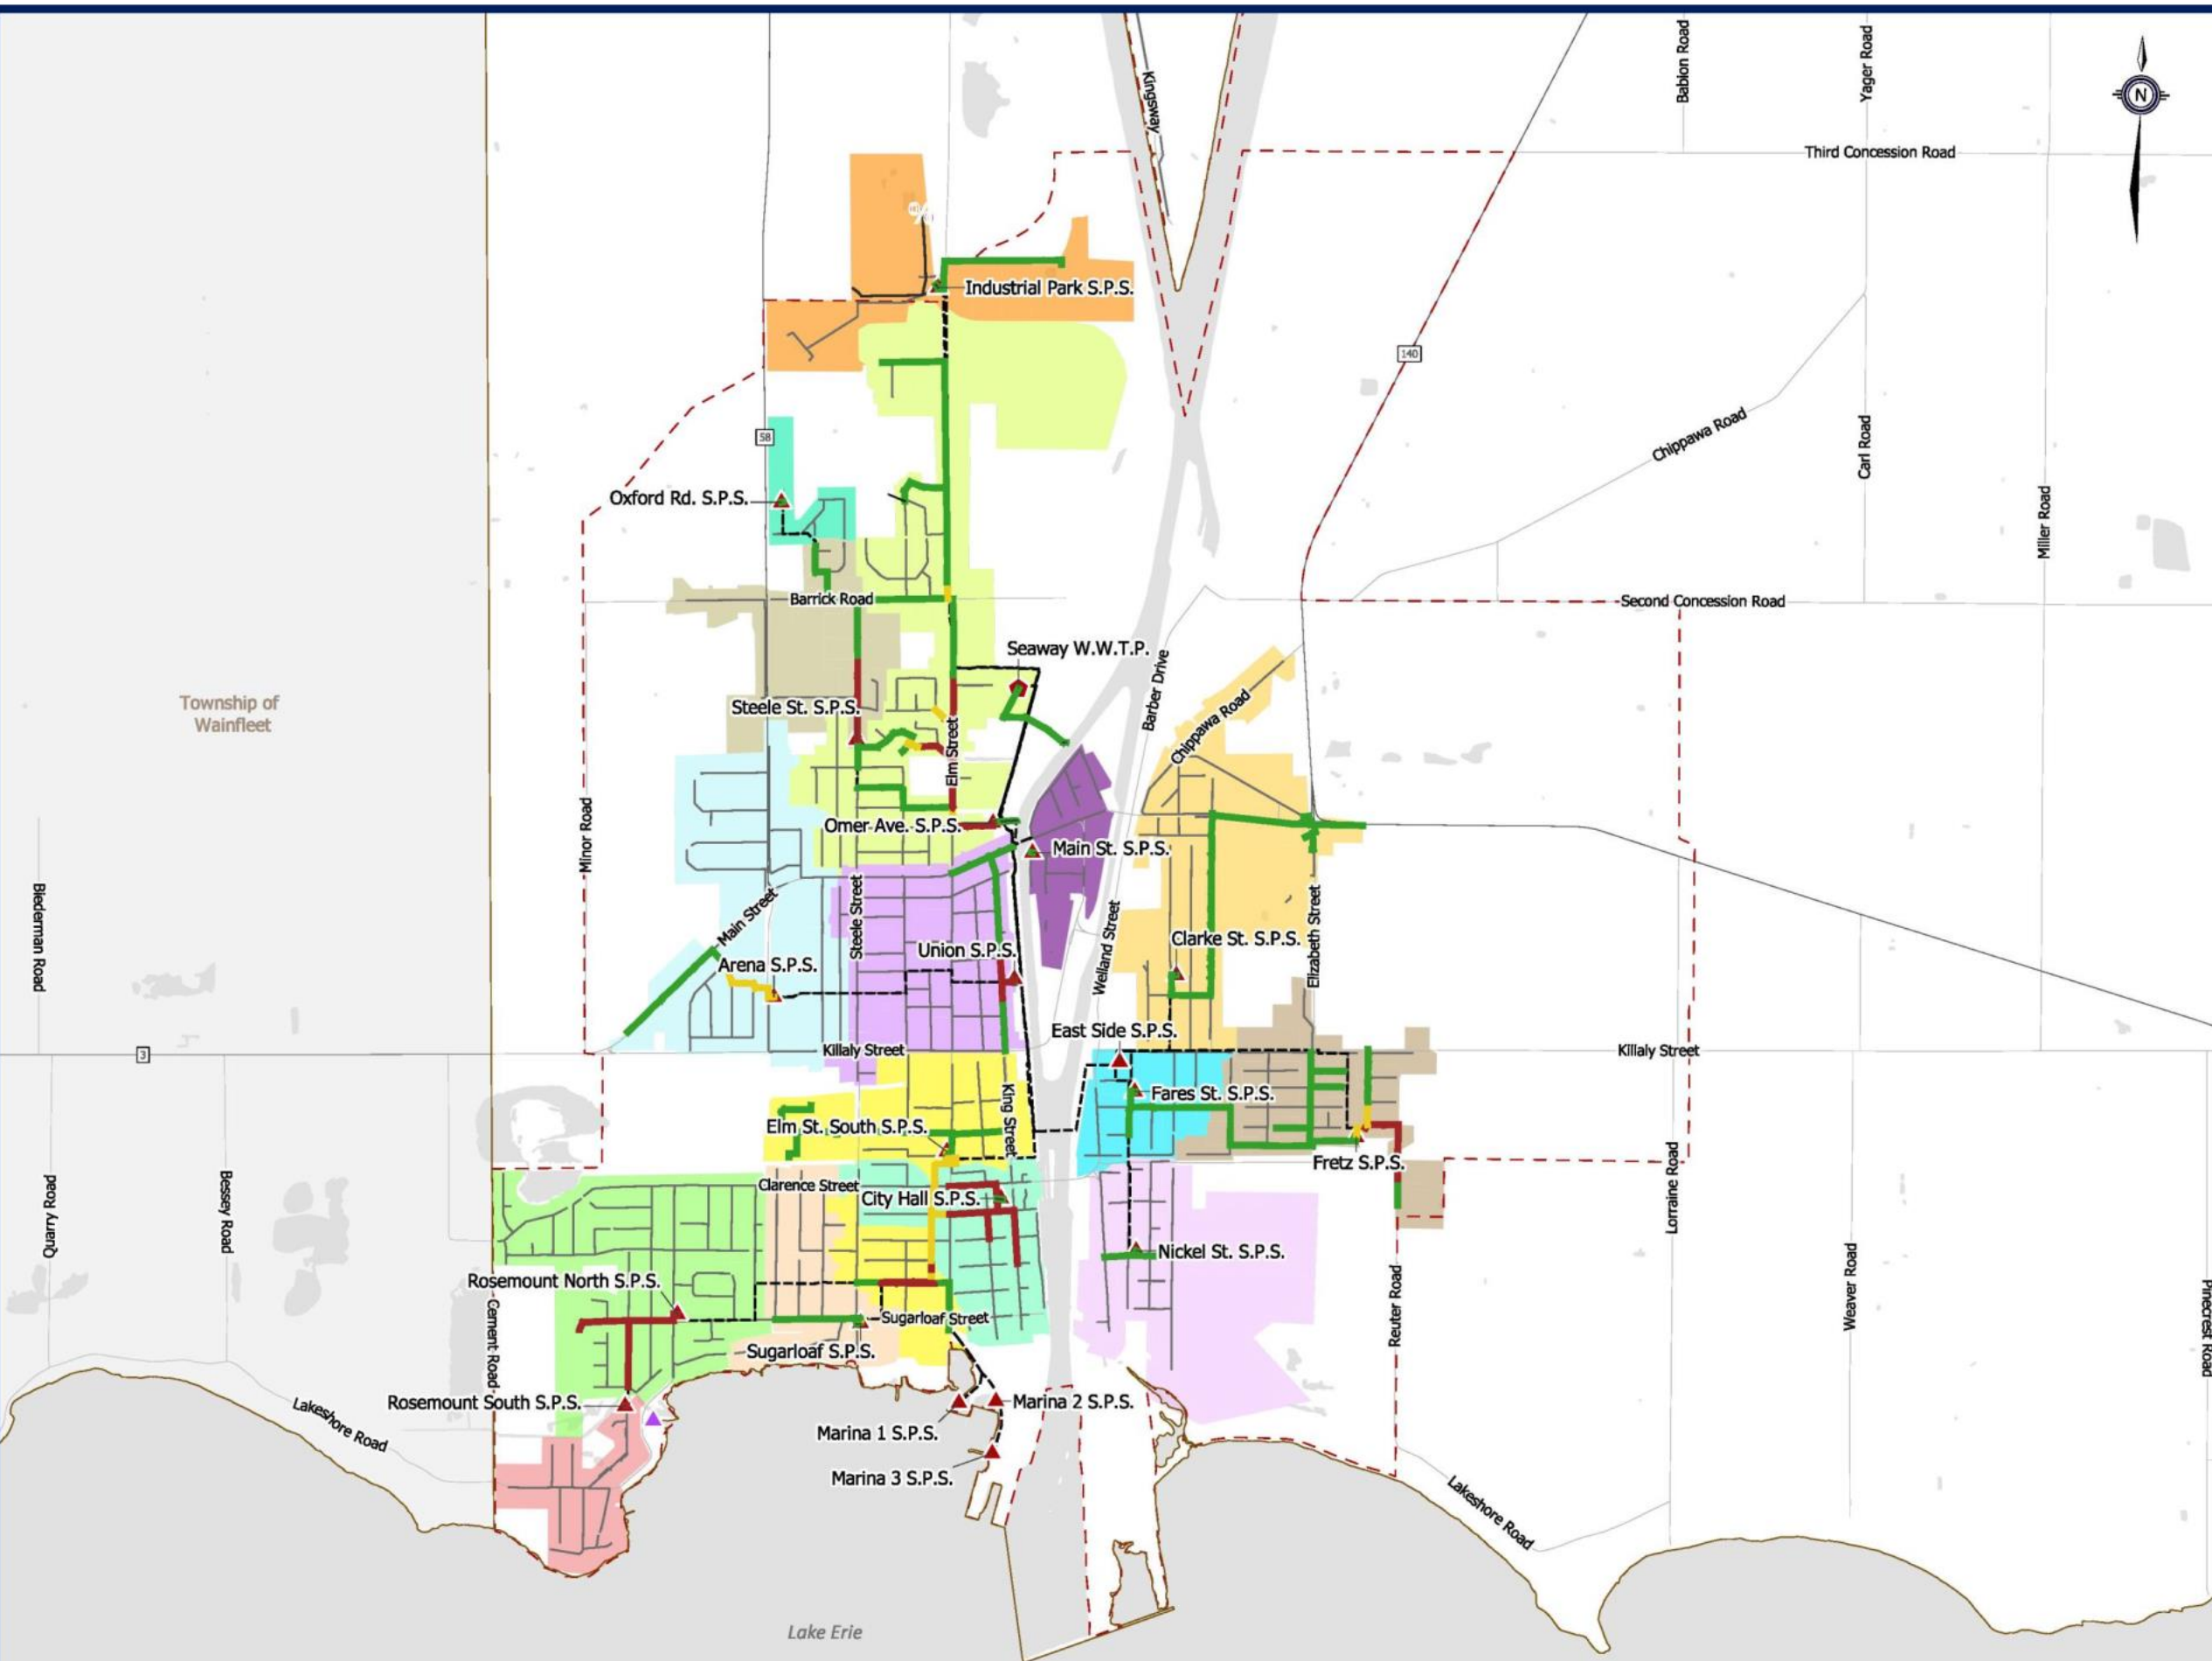 Kingsway
Babion Road
Yager Road
N
Third Concession Road
Industrial Park S.P.S.
140
Chippawa Road
Carl Road
58
Oxford Rd. S.P.S.
Miller Road
Barrick Road
Second Concession Road
Seaway W.W.T.P.
Barber Drive
Township of
Wainfleet
Steele St. S.P.S.
Elm Street
Chippawa Road
Minor Road
Omer Ave. S.P.S.
Main St. S.P.S.
Biederman Road
Main Street
Steele Street
Welland Street
Elizabeth Street
Clarke St. S.P.S.
Union S.P.S.
Arena S.P.S.
East Side S.P.S.
3
Killaly Street
Killaly Street
Fares St. S.P.S.
King Street
Elm St. South S.P.S.
Fretz S.P.S.
Quarry Road
Bessey Road
Clarence Street
City Hall S.P.S.
Lorraine Road
Nickel St. S.P.S.
Rosemount North S.P.S.
Cement Road
Sugarloaf Street
Reuter Road
Weaver Road
Pinecrest Road
Sugarloaf S.P.S.
Rosemount South S.P.S.
Marina 2 S.P.S.
Lakeshore Road
Marina 1 S.P.S.
Marina 3 S.P.S.
Lakeshore Road
Lake Erie